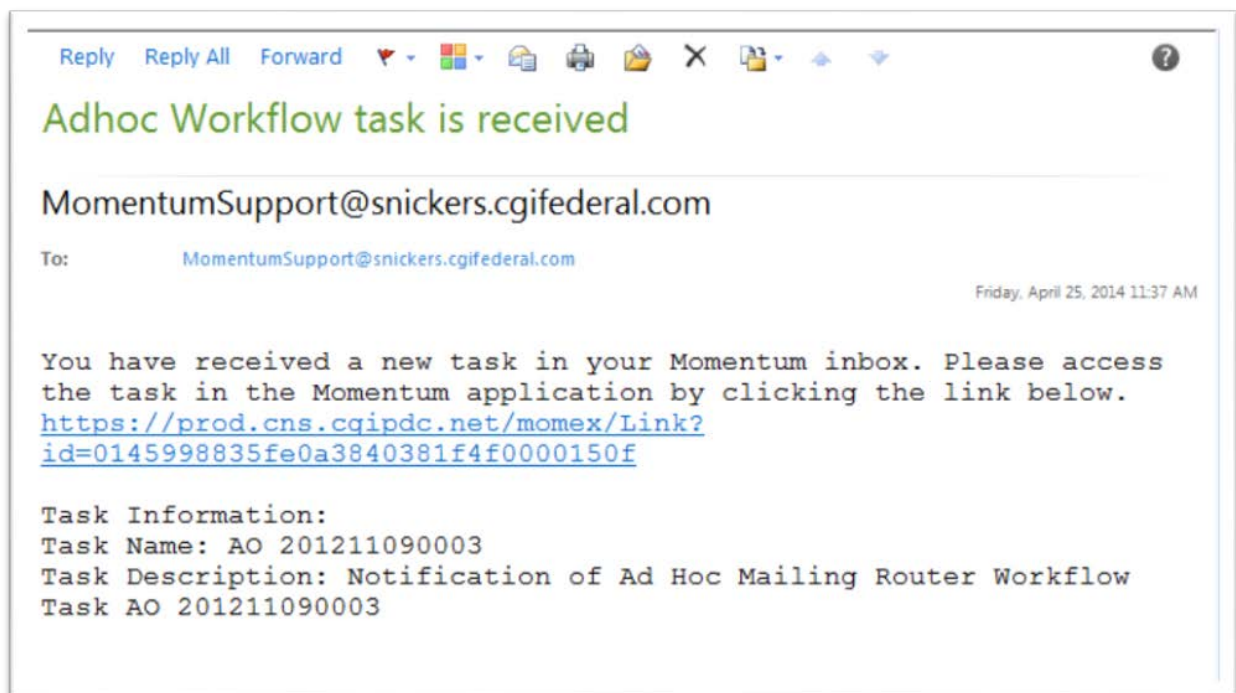 Reply Reply All Forward
Adhoc Workflow task is received
MomentumSupport@snickers.cgifederal.com
To: MomentumSupport@snickers.cgifederal.com
Friday, April 25, 2014 11:37 AM
You have received a new task in your Momentum inbox. Please access
the task in the Momentum application by clicking the link below.
https://prod.cns.cgipdc.net/momex/Link?
id=0145998835fe0a3840381f4f0000150f
Task Information:
Task Name: AO 201211090003
Task Description: Notification of Ad Hoc Mailing Router Workflow
Task AO 201211090003